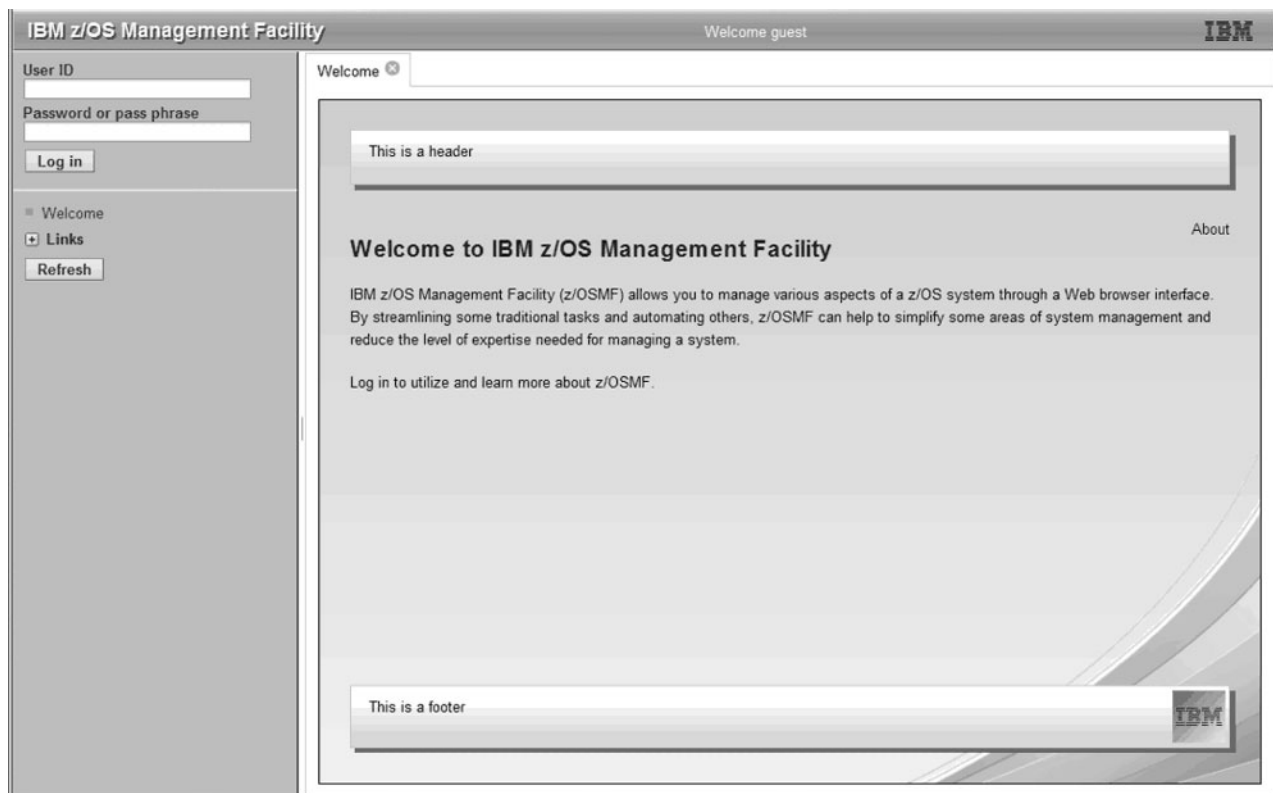 IBM z/OS Management Facility
Welcome guest
IBM
User ID
Password or pass phrase
Log in
Welcome
Links
Refresh
Welcome
This is a header
About
Welcome to IBM z/OS Management Facility
IBM z/OS Management Facility (z/OSMF) allows you to manage various aspects of a z/OS system through a Web browser interface.
By streamlining some traditional tasks and automating others, z/OSMF can help to simplify some areas of system management and
reduce the level of expertise needed for managing a system.
Log in to utilize and learn more about z/OSMF.
This is a footer
IBM